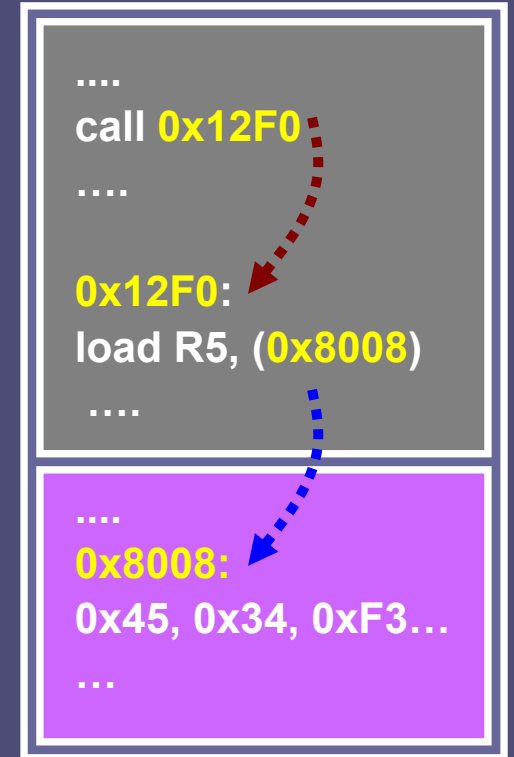 ....
call 0x12F0
….
0x12F0:
load R5, (0x8008)
….
....
0x8008:
0x45, 0x34, 0xF3…
…